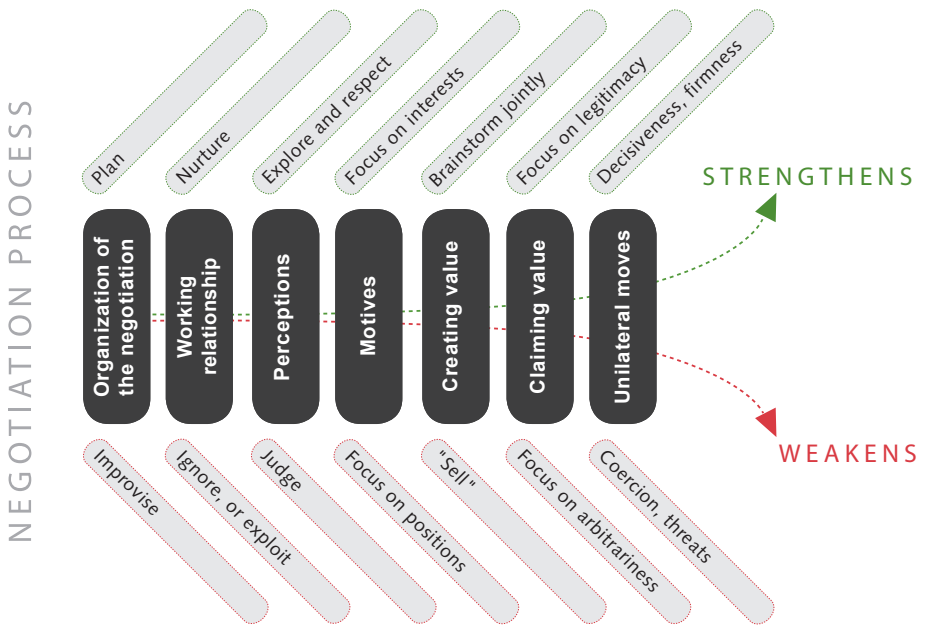 NEGOTIATION PROCESS
Plan
Nurture
Explore and respect
Focus on interests
Brainstorm jointly
Focus on legitimacy
Decisiveness, firmness
STRENGTHENS
Organization of
the negotiation
Working
relationship
Perceptions
Motives
Creating value
Claiming value
Unilateral moves
WEAKENS
Improvise
Ignore, or exploit
Judge
Focus on positions
"Sell"
Focus on arbitrariness
Coercion, threats